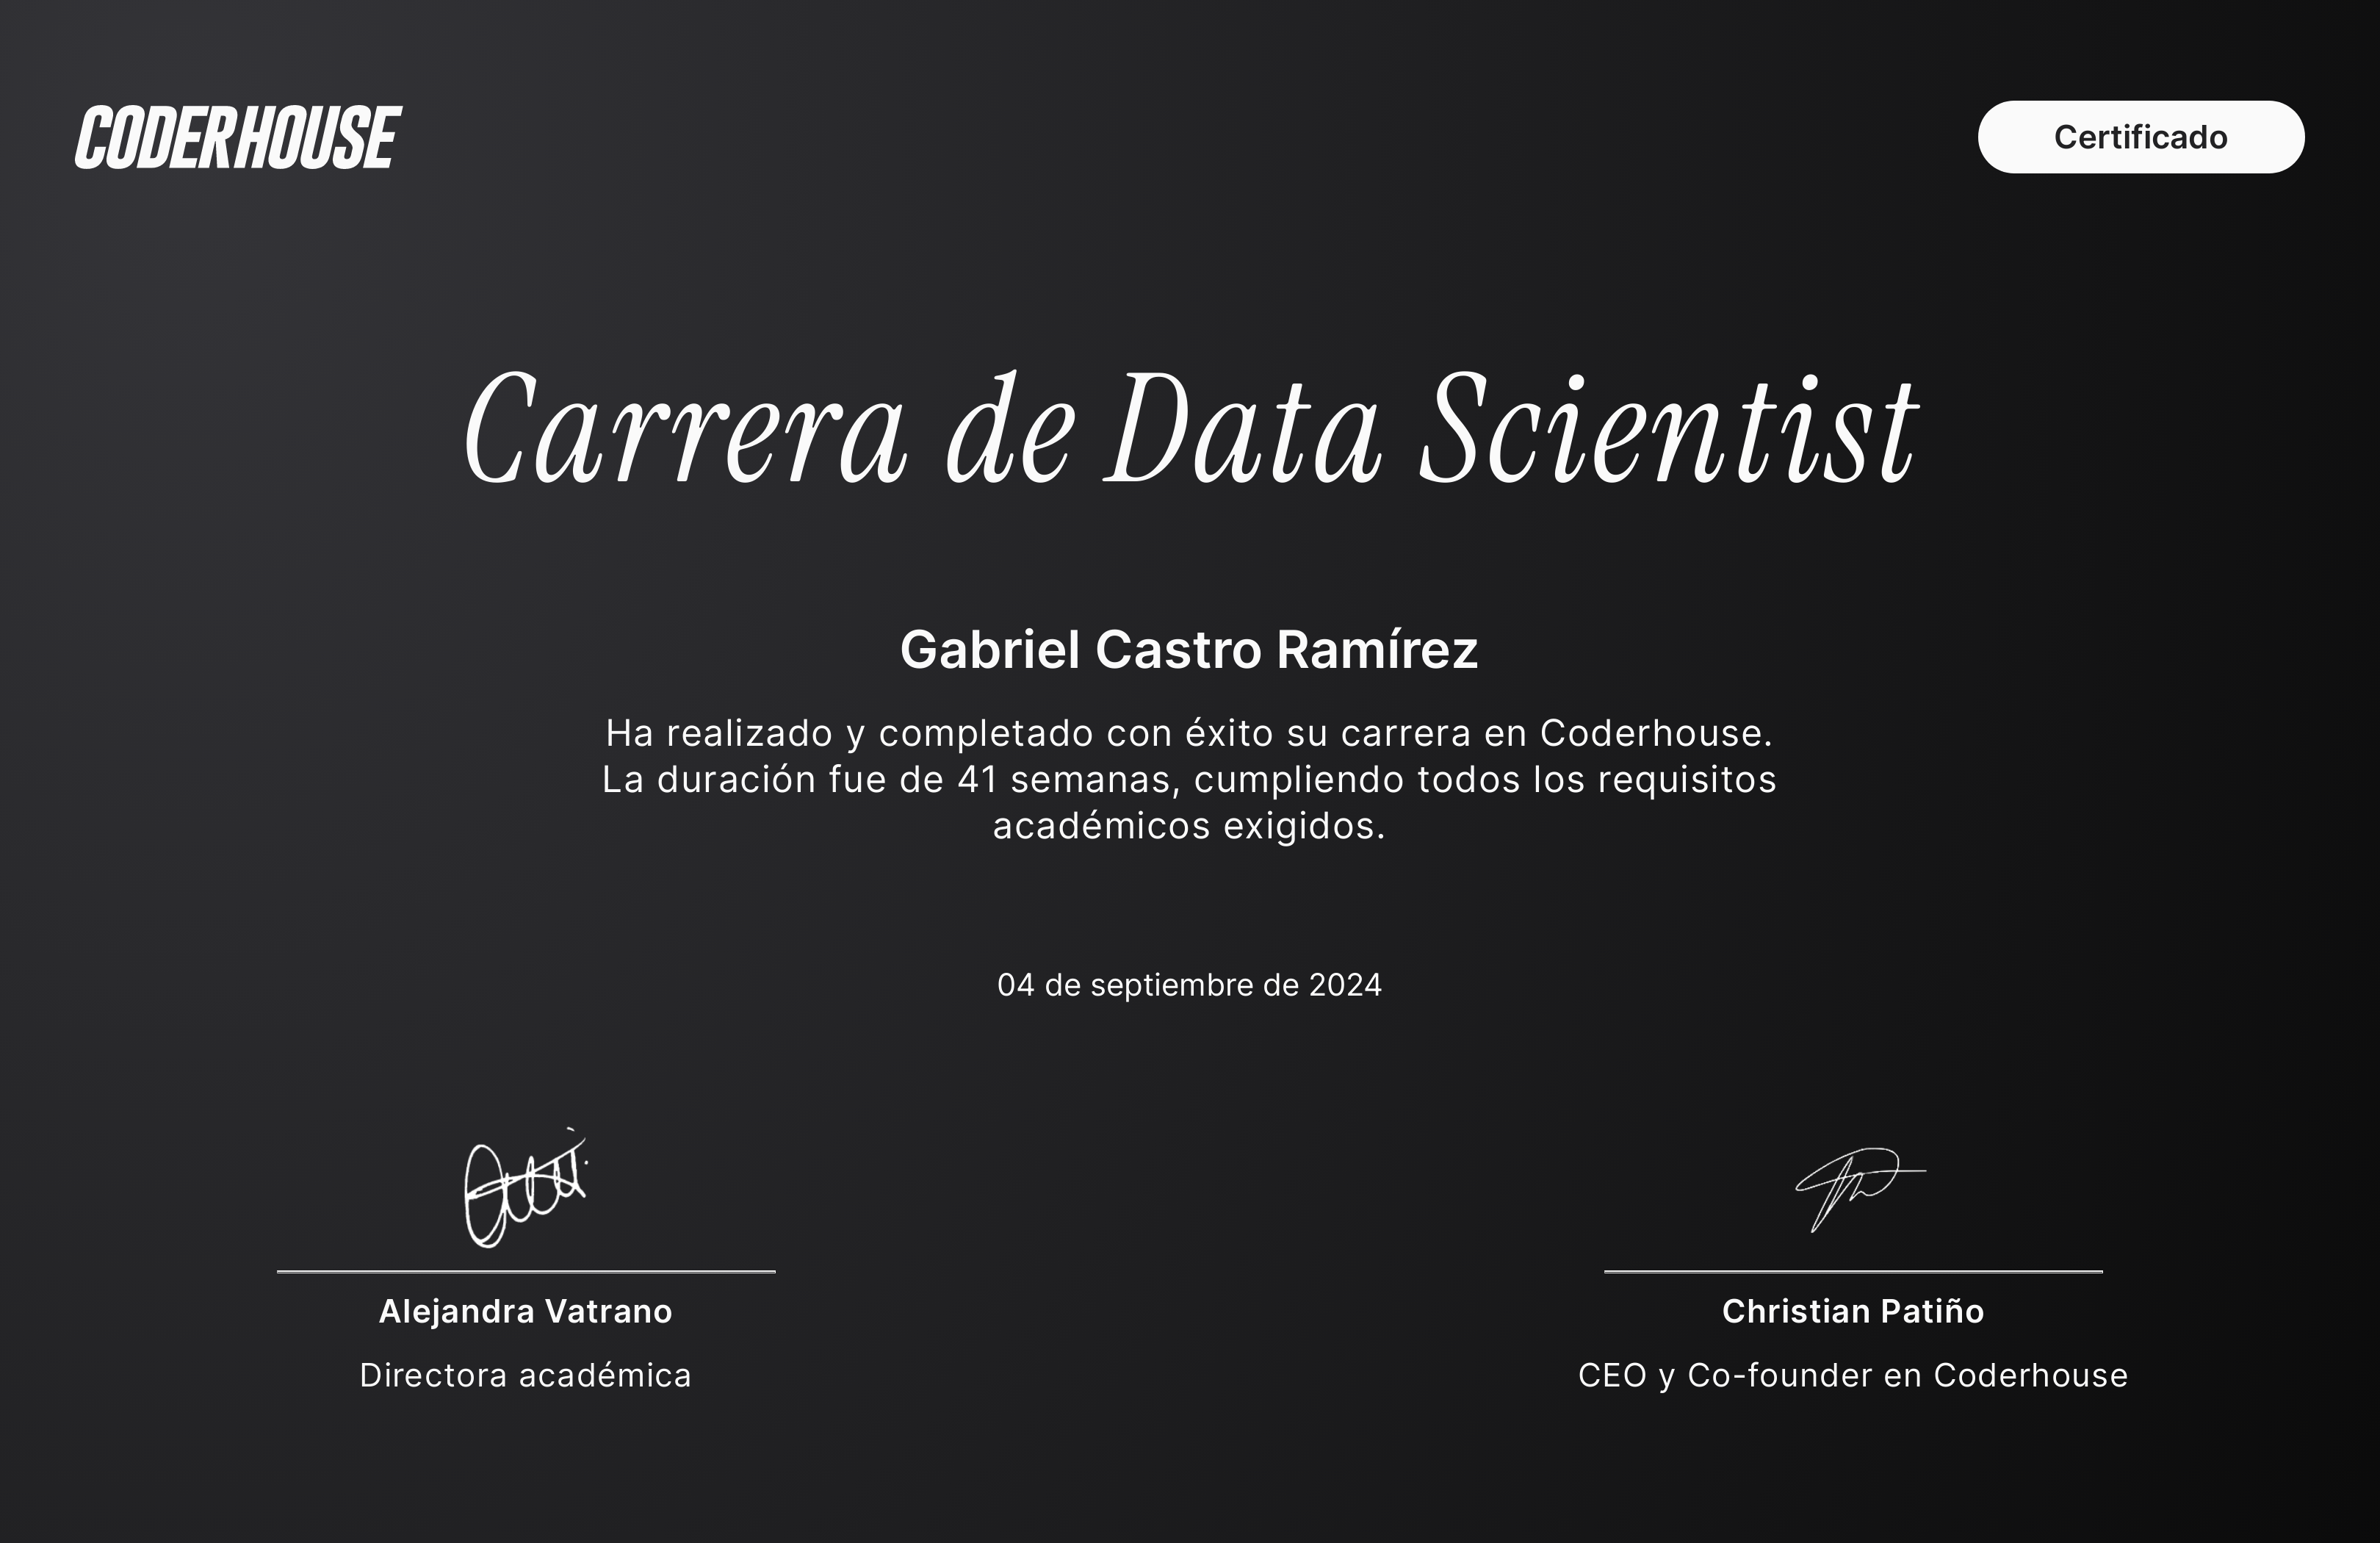 CODERHOUSE
Certificado
Carrera de Data Scientist
Gabriel Castro Ramírez
Ha realizado y completado con éxito su carrera en Coderhouse.
La duración fue de 41 semanas, cumpliendo todos los requisitos
académicos exigidos.
04 de septiembre de 2024
Alejandra Vatrano
Directora académica
Christian Patiño
CEO y Co-founder en Coderhouse